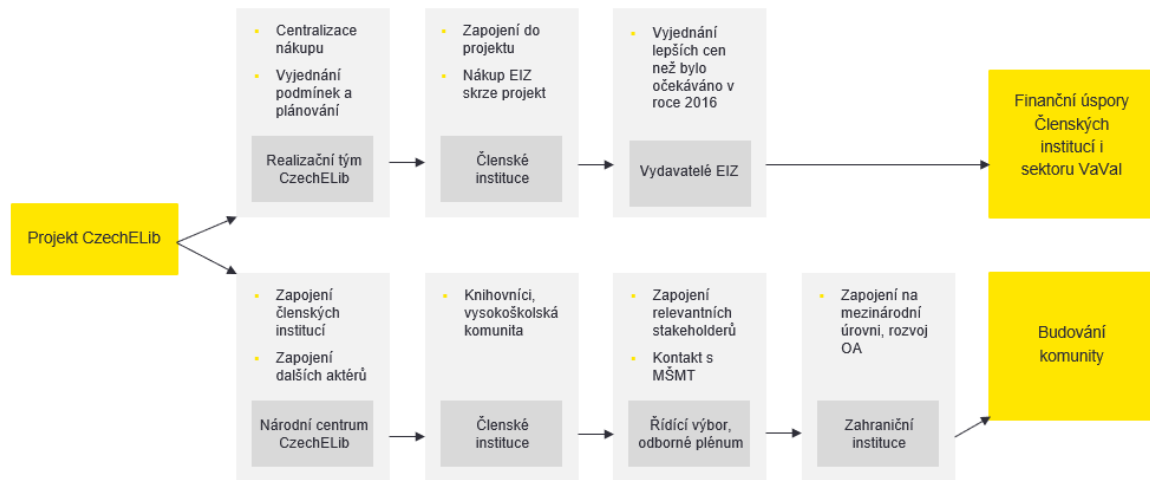 Centralizace
nákupu
Vyjednání
podmínek a
plánování
Realizační tým
CzechELib
Zapojení do
projektu
Nákup EIZ
skrze projekt
Členské
instituce
Vyjednání
lepších cen
než bylo
očekáváno v
roce 2016
Vydavatelé EIZ
Finanční úspory
Členských
institucí i
sektoru VaVaI
Projekt CzechELib
Zapojení
členských
institucí
Zapojení
dalších aktérů
Národní centrum
CzechELib
Knihovníci,
vysokoškolská
komunita
Členské
instituce
Zapojení
relevantních
stakeholderů
Kontakt s
MŠMT
Řídící výbor,
odborné plénum
Zapojení na
mezinárodní
úrovni, rozvoj
OA
Zahraniční
instituce
Budování
komunity